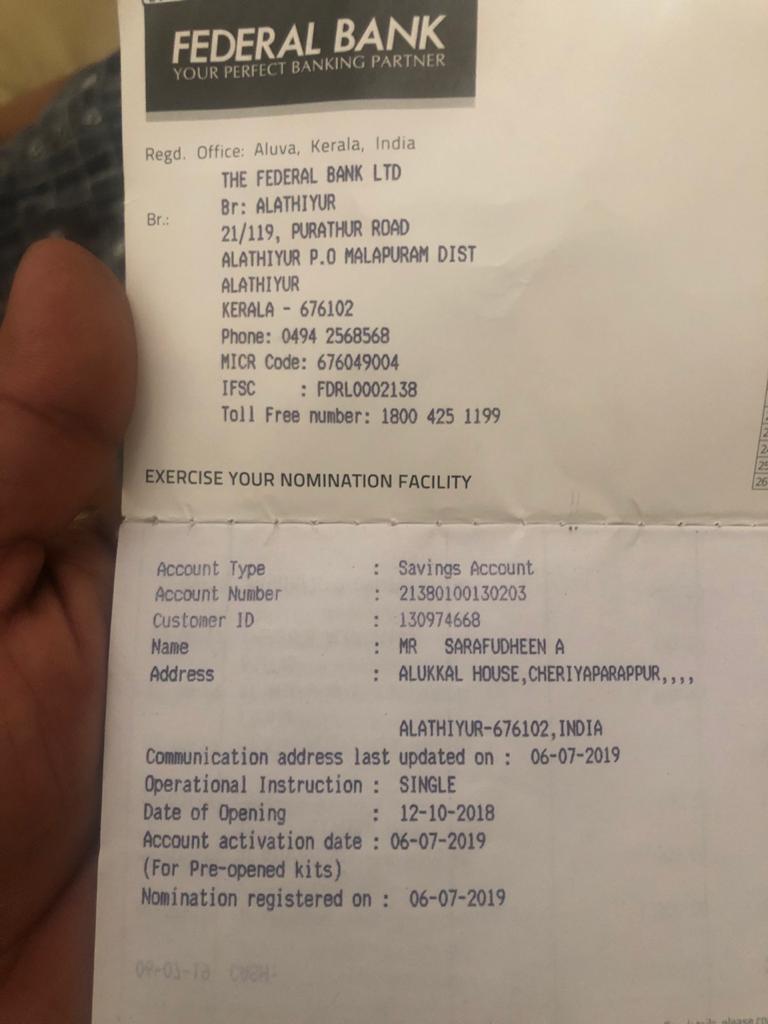 FEDERAL BANK
YOUR PERFECT BANKING PARTNER
Regd. Office: Aluva, Kerala, India
THE FEDERAL BANK LTD
Br.: Br: ALATHIYUR
21/119, PURATHUR ROAD
ALATHIYUR P.O MALAPURAM DIST
ALATHIYUR
KERALA - 676102
Phone: 0494 2568568
MICR Code: 676049004
IFSC : FDRL0002138
Toll Free number: 1800 425 1199
EXERCISE YOUR NOMINATION FACILITY
Account Type : Savings Account
Account Number : 21380100130203
Customer ID : 130974668
Name : MR SARAFUDHEEN A
Address : ALUKKAL HOUSE,CHERIYAPARAPPUR,,,,
ALATHIYUR-676102,INDIA
Communication address last updated on : 06-07-2019
Operational Instruction : SINGLE
Date of Opening : 12-10-2018
Account activation date : 06-07-2019
(For Pre-opened kits)
Nomination registered on : 06-07-2019